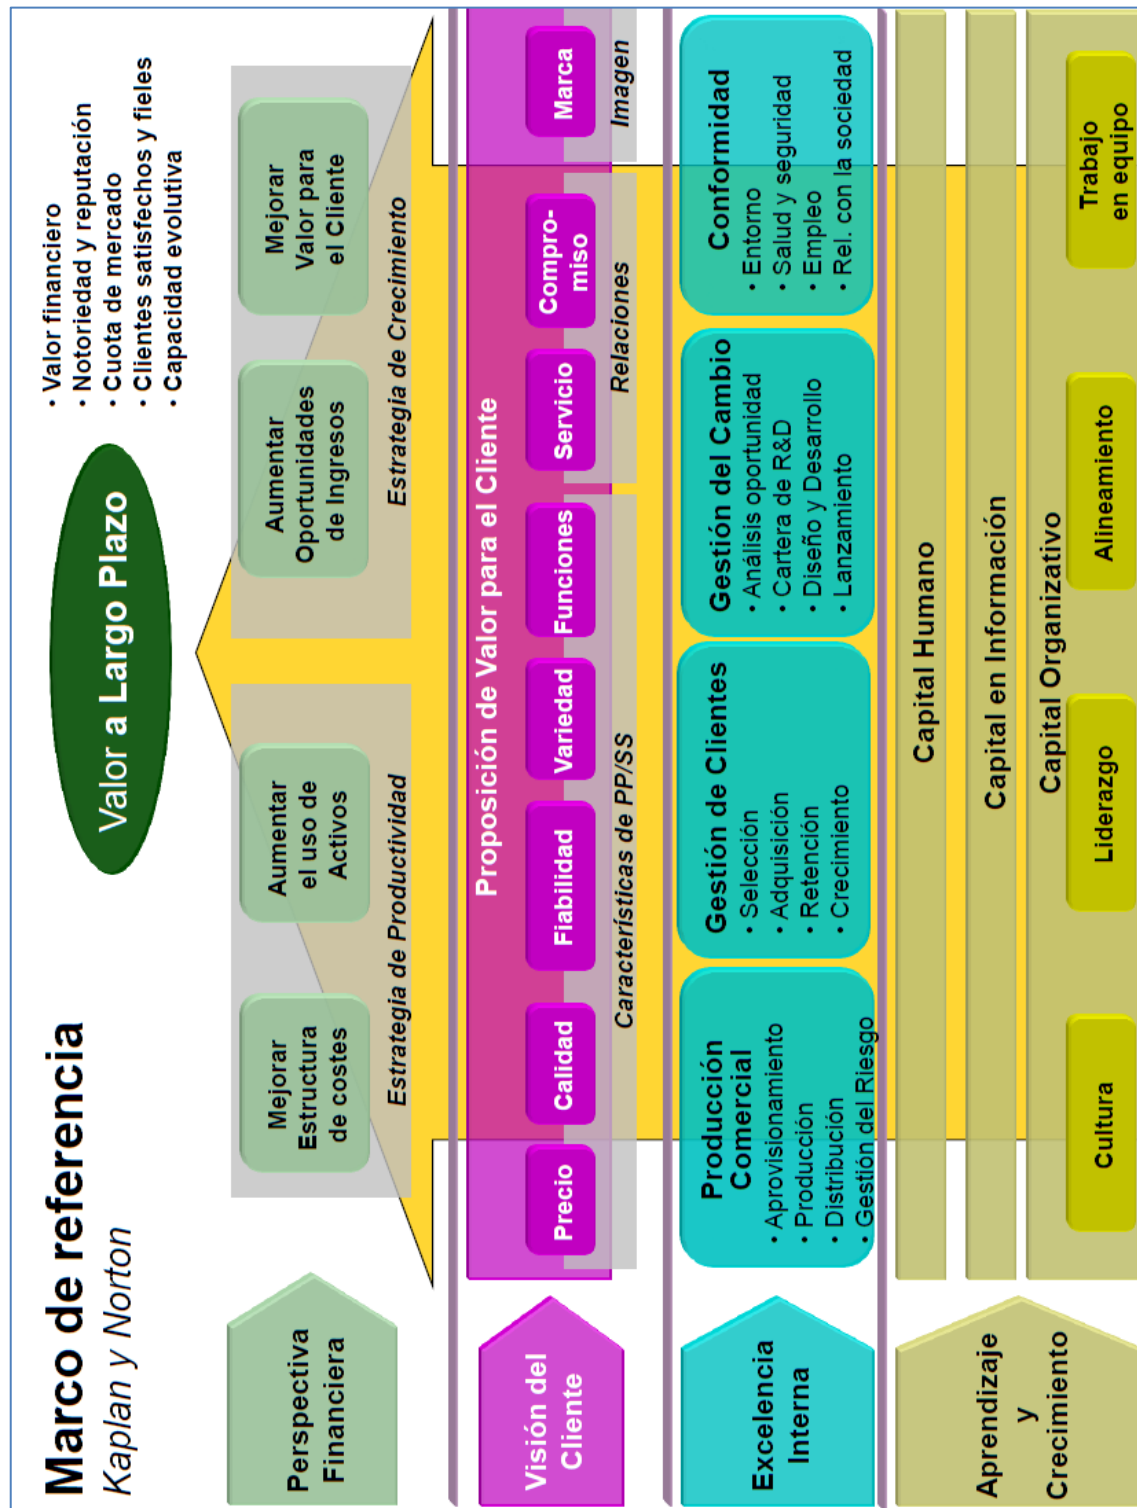 Marco de referencia
Kaplan y Norton
Valor a Largo Plazo
• Valor financiero
• Notoriedad y reputación
• Cuota de mercado
• Clientes satisfechos y fieles
• Capacidad evolutiva
Perspectiva
Financiera
Mejorar
Estructura
de costes
Aumentar
el uso de
Activos
Estrategia de Productividad
Aumentar
Oportunidades
de Ingresos
Mejorar
Valor para
el Cliente
Estrategia de Crecimiento
Visión del
Cliente
Proposición de Valor para el Cliente
Precio
Calidad
Fiabilidad
Variedad
Funciones
Servicio
Compro-
miso
Marca
Características de PP/SS
Relaciones
Imagen
Excelencia
Interna
Producción
Comercial
• Aprovisionamiento
• Producción
• Distribución
• Gestión del Riesgo
Gestión de Clientes
• Selección
• Adquisición
• Retención
• Crecimiento
Gestión del Cambio
• Análisis oportunidad
• Cartera de R&D
• Diseño y Desarrollo
• Lanzamiento
Conformidad
• Entorno
• Salud y seguridad
• Empleo
• Rel. con la sociedad
Aprendizaje
y
Crecimiento
Capital Humano
Capital en Información
Capital Organizativo
Cultura
Liderazgo
Alineamiento
Trabajo
en equipo